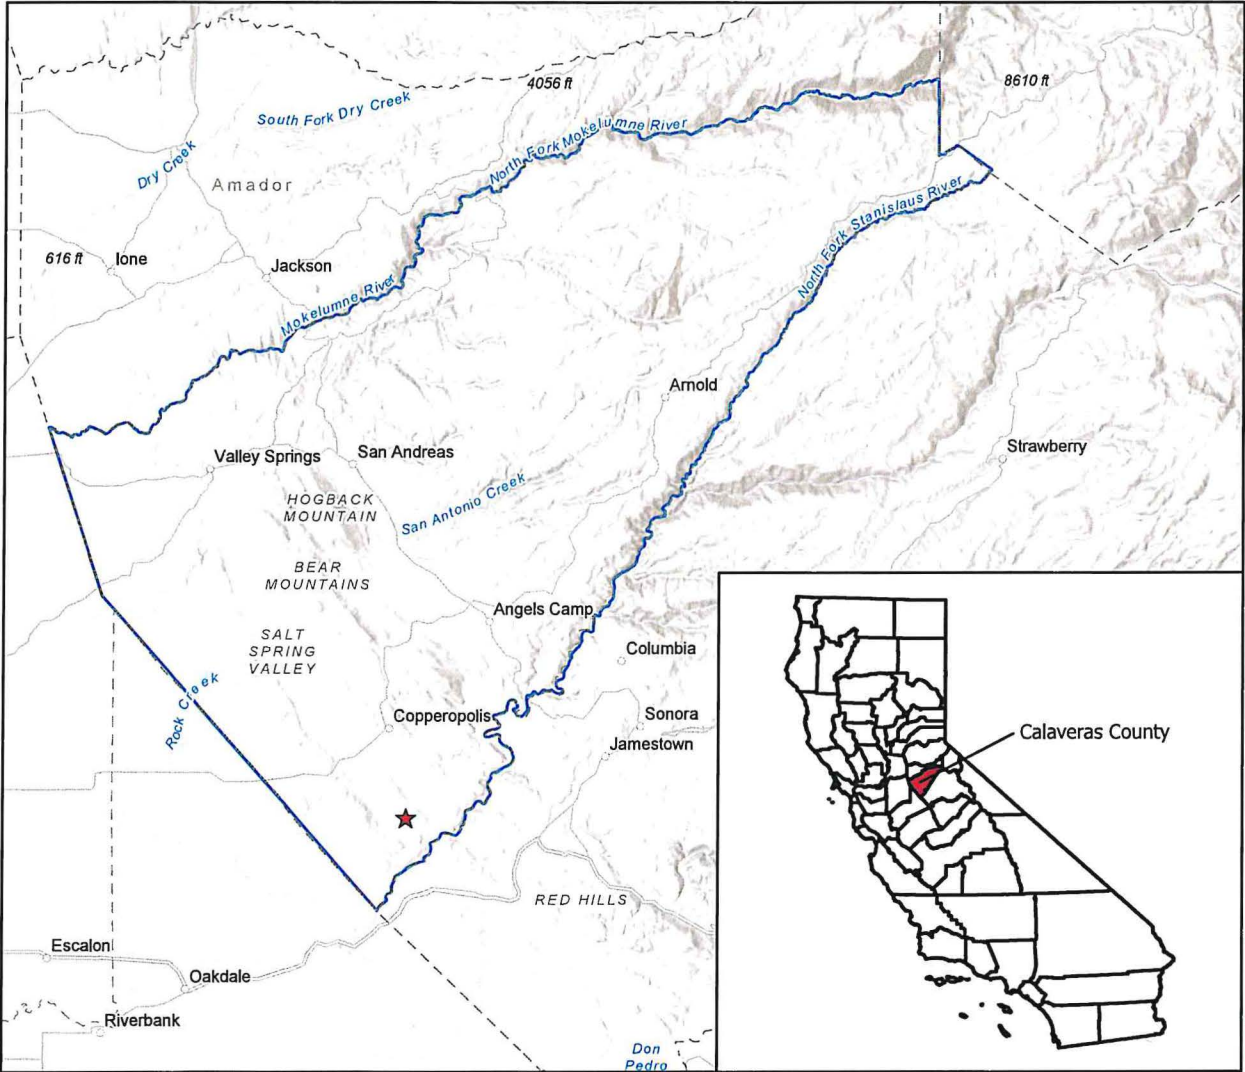 4056 ft
8610 ft
South Fork Dry Creek
North Fork Mokelumne River
Dry Creek
Amador
North Fork Stanislaus River
616 ft
Ione
Jackson
Mokelumne River
Arnold
Strawberry
Valley Springs
San Andreas
HOGBACK
MOUNTAIN
San Antonio Creek
BEAR
MOUNTAINS
Angels Camp
SALT
SPRING
VALLEY
Columbia
Rock Creek
Copperopolis
Sonora
Jamestown
Calaveras County
RED HILLS
Escalon
Oakdale
Riverbank
Don
Pedro